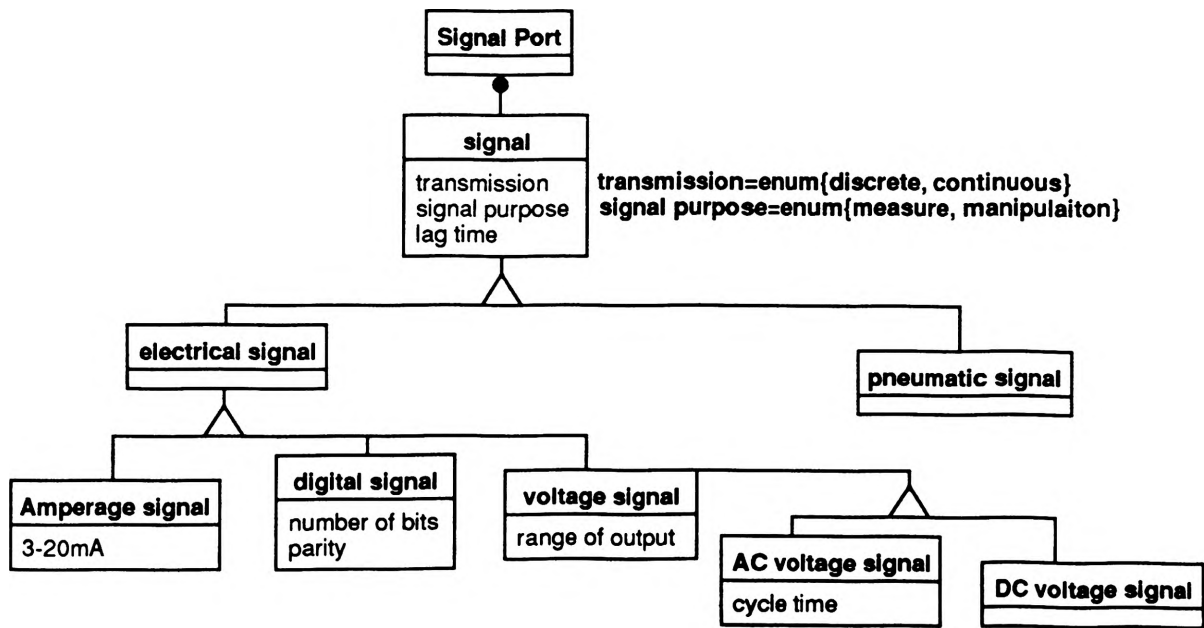 Signal Port
signal
transmission
signal purpose
lag time
transmission=enum{discrete, continuous}
signal purpose=enum{measure, manipulaiton}
electrical signal
pneumatic signal
Amperage signal
3-20mA
digital signal
number of bits
parity
voltage signal
range of output
AC voltage signal
cycle time
DC voltage signal